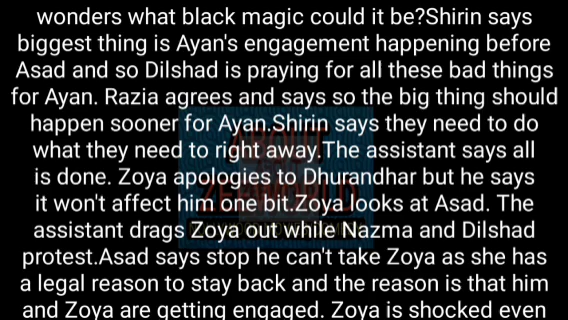 wonders what black magic could it be?Shirin says
biggest thing is Ayan's engagement happening before
Asad and so Dilshad is praying for all these bad things
for Ayan. Razia agrees and says so the big thing should
happen sooner for Ayan.Shirin says they need to do
what they need to right away.The assistant says all
is done. Zoya apologies to Dhurandhar but he says
it won't affect him one bit.Zoya looks at Asad. The
assistant drags Zoya out while Nazma and Dilshad
protest.Asad says stop he can't take Zoya as she has
a legal reason to stay back and the reason is that him
and Zoya are getting engaged. Zoya is shocked even
ABOUT
ZEEWORLD